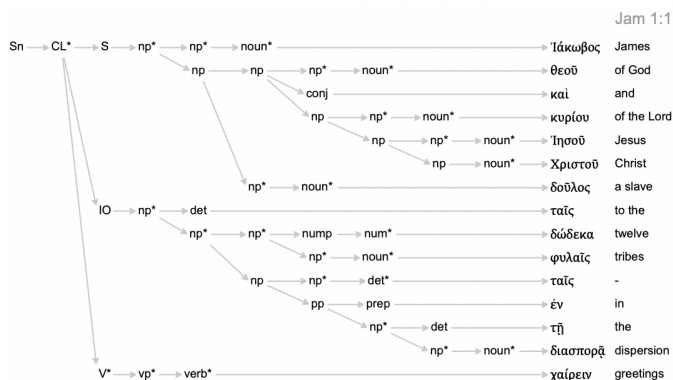 Jam 1:1
Sn CL* S np* np* noun* Ἰάκωβος James
np np np* noun* θεοῦ of God
conj καὶ and
np np* noun* κυρίου of the Lord
np np* noun* Ἰησοῦ Jesus
np noun* Χριστοῦ Christ
np* noun* δοῦλος a slave
IO np* det ταῖς to the
np* np* nump num* δώδεκα twelve
np* noun* φυλαῖς tribes
np np* det* ταῖς -
pp prep ἐν in
np* det τῇ the
np* noun* διασπορᾷ dispersion
V* vp* verb* χαίρειν greetings